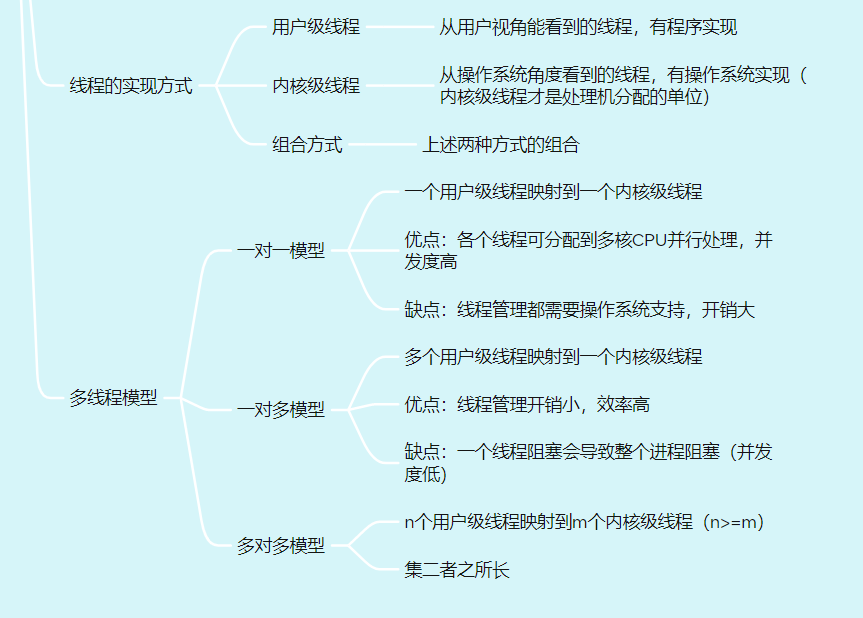 线程的实现方式
用户级线程
从用户视角能看到的线程，有程序实现
内核级线程
从操作系统角度看到的线程，有操作系统实现（
内核级线程才是处理机分配的单位）
组合方式
上述两种方式的组合
多线程模型
一对一模型
一个用户级线程映射到一个内核级线程
优点：各个线程可分配到多核CPU并行处理，并
发度高
缺点：线程管理都需要操作系统支持，开销大
一对多模型
多个用户级线程映射到一个内核级线程
优点：线程管理开销小，效率高
缺点：一个线程阻塞会导致整个进程阻塞（并发
度低）
多对多模型
n个用户级线程映射到m个内核级线程（n>=m）
集二者之所长